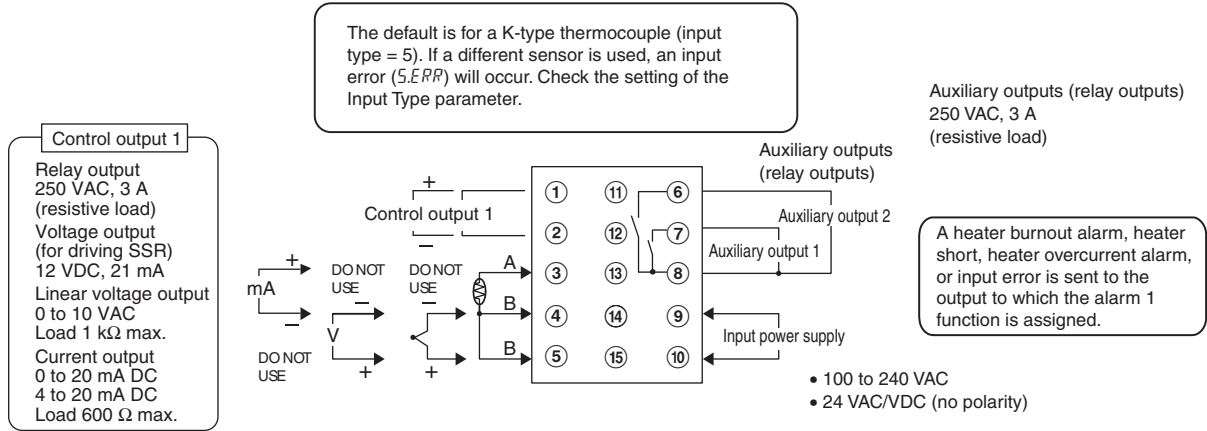 The default is for a K-type thermocouple (input
type = 5). If a different sensor is used, an input
error (S.ERR) will occur. Check the setting of the
Input Type parameter.
Auxiliary outputs (relay outputs)
250 VAC, 3 A
(resistive load)
Control output 1
Relay output
250 VAC, 3 A
(resistive load)
Voltage output
(for driving SSR)
12 VDC, 21 mA
Linear voltage output
0 to 10 VAC
Load 1 kΩ max.
Current output
0 to 20 mA DC
4 to 20 mA DC
Load 600 Ω max.
Auxiliary outputs
(relay outputs)
+
Control output 1
−
mA
+
−
DO NOT
USE
−
V
+
DO NOT
USE
DO NOT
USE
−
+
A
B
B
1 11 6
2 12 7
3 13 8
4 14 9
5 15 10
Auxiliary output 2
Auxiliary output 1
Input power supply
• 100 to 240 VAC
• 24 VAC/VDC (no polarity)
A heater burnout alarm, heater
short, heater overcurrent alarm,
or input error is sent to the
output to which the alarm 1
function is assigned.